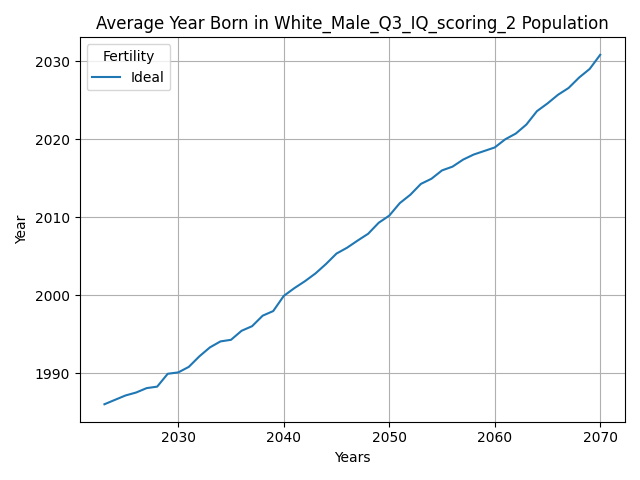 Average Year Born in White_Male_Q3_IQ_scoring_2 Population
Fertility
Ideal
Year
2030
2020
2010
2000
1990
2030 2040 2050 2060 2070
Years